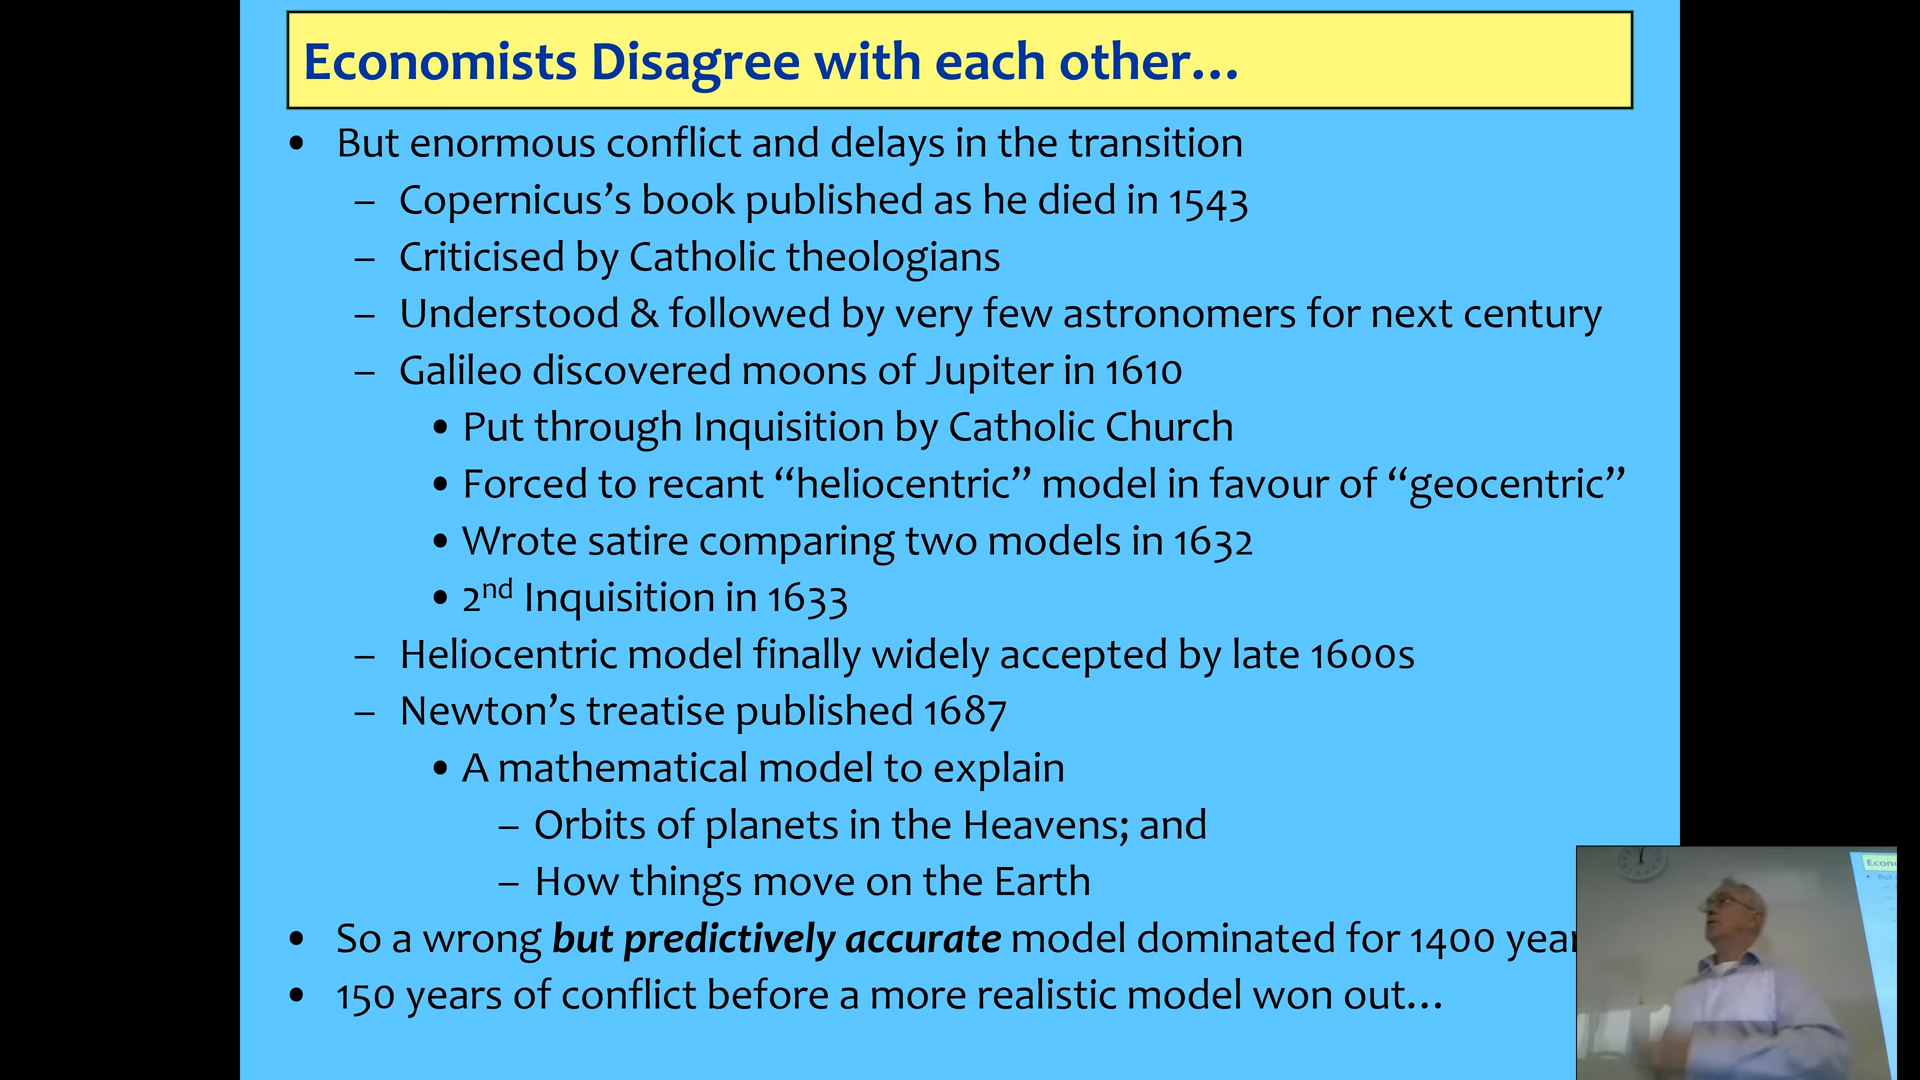 Economists Disagree with each other...
• But enormous conflict and delays in the transition
– Copernicus’s book published as he died in 1543
– Criticised by Catholic theologians
– Understood & followed by very few astronomers for next century
– Galileo discovered moons of Jupiter in 1610
• Put through Inquisition by Catholic Church
• Forced to recant “heliocentric” model in favour of “geocentric”
• Wrote satire comparing two models in 1632
• 2nd Inquisition in 1633
– Heliocentric model finally widely accepted by late 1600s
– Newton’s treatise published 1687
• A mathematical model to explain
– Orbits of planets in the Heavens; and
– How things move on the Earth
• So a wrong but predictively accurate model dominated for 1400 year
• 150 years of conflict before a more realistic model won out...
Econ